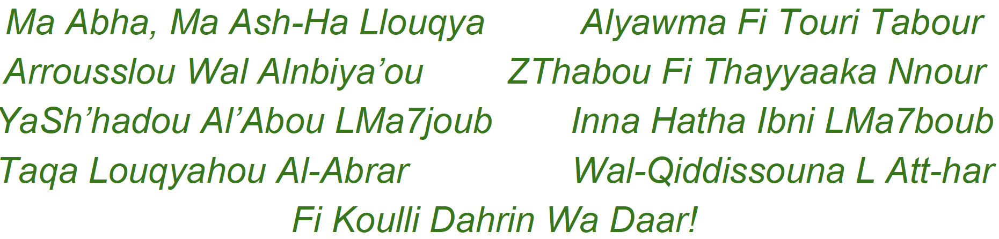 Ma Abha, Ma Ash-Ha Llouqya Alyawma Fi Touri Tabour
Arrousslou Wal Alnbiya’ou ZThabou Fi Thayyaaka Nnour
YaSh’hadou Al’Abou LMa7joub Inna Hatha Ibni LMa7boub
Taqa Louqyahou Al-Abrar Wal-Qiddissouna L Att-har
Fi Koulli Dahrin Wa Daar!